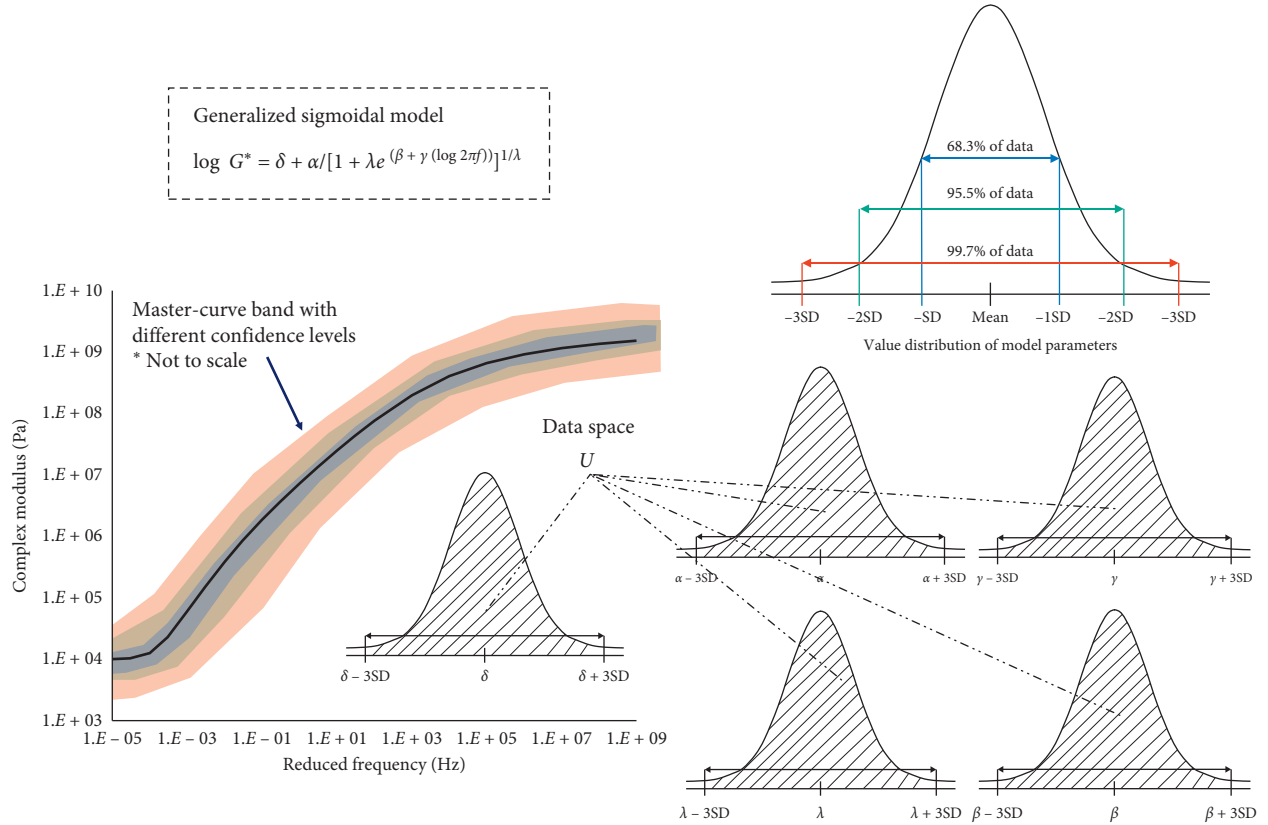 Generalized sigmoidal model
log G* = δ + α/[1 + λe^(β + γ (log 2πf))]^1/λ
68.3% of data
95.5% of data
99.7% of data
–3SD –2SD –SD Mean –1SD –2SD –3SD
Value distribution of model parameters
1.E + 10
1.E + 09
1.E + 08
1.E + 07
1.E + 06
1.E + 05
1.E + 04
1.E + 03
Complex modulus (Pa)
1.E – 05 1.E – 03 1.E – 01 1.E + 01 1.E + 03 1.E + 05 1.E + 07 1.E + 09
Reduced frequency (Hz)
Master-curve band with
different confidence levels
* Not to scale
Data space
U
δ – 3SD δ δ + 3SD
α – 3SD α α + 3SD
γ – 3SD γ γ + 3SD
λ – 3SD λ λ + 3SD
β – 3SD β β + 3SD